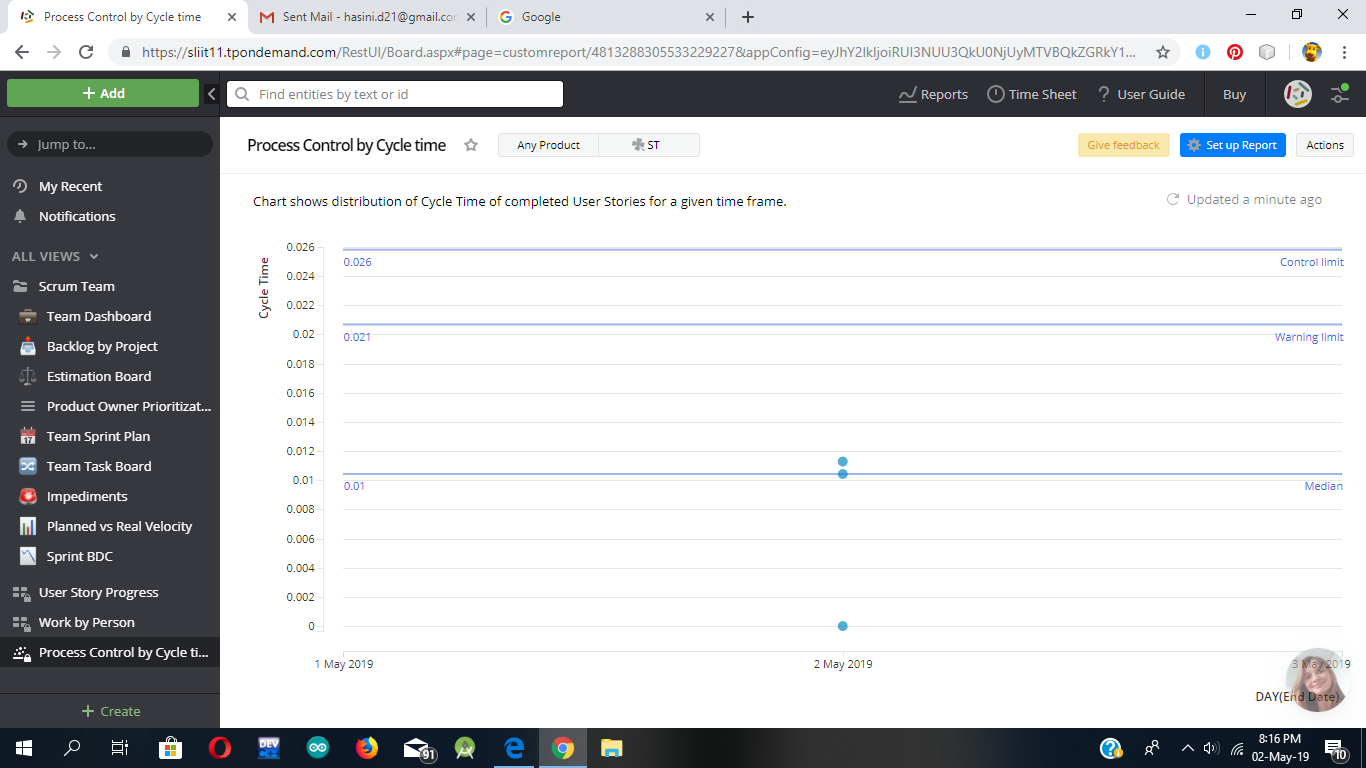 Process Control by Cycle time
Sent Mail - hasini.d21@gmail.con
Google
https://sliit11.tpondemand.com/RestUI/Board.aspx#page=customreport/4813288305533229227&appConfig=eyJhY2lkIjoiRUI3NUU3QkU0NjUyMTVBQkZGRkY1...
+ Add
Find entities by text or id
Reports
Time Sheet
? User Guide
Buy
Jump to...
Process Control by Cycle time
Any Product
ST
Give feedback
Set up Report
Actions
My Recent
Notifications
Chart shows distribution of Cycle Time of completed User Stories for a given time frame.
Updated a minute ago
ALL VIEWS
Scrum Team
Team Dashboard
Backlog by Project
Estimation Board
Product Owner Prioritizat...
17
Team Sprint Plan
Team Task Board
Impediments
Planned vs Real Velocity
Sprint BDC
User Story Progress
Work by Person
Process Control by Cycle ti...
+ Create
Cycle Time
0.026
0.024
0.022
0.02
0.018
0.016
0.014
0.012
0.01
0.008
0.006
0.004
0.002
0
0.026
Control limit
0.021
Warning limit
0.01
Median
1 May 2019
2 May 2019
3 May 2019
DAY(End Date)
DEV
91
8:16 PM
02-May-19
10